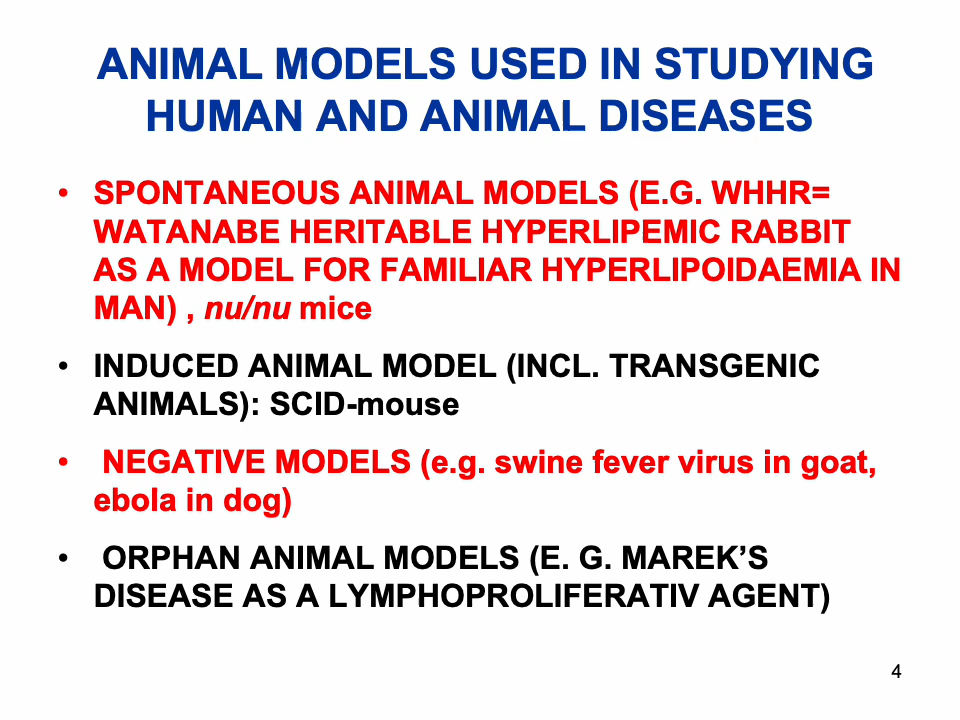 ANIMAL MODELS USED IN STUDYING
HUMAN AND ANIMAL DISEASES
• SPONTANEOUS ANIMAL MODELS (E.G. WHHR=
WATANABE HERITABLE HYPERLIPEMIC RABBIT
AS A MODEL FOR FAMILIAR HYPERLIPOIDAEMIA IN
MAN) , nu/nu mice
• INDUCED ANIMAL MODEL (INCL. TRANSGENIC
ANIMALS): SCID-mouse
• NEGATIVE MODELS (e.g. swine fever virus in goat,
ebola in dog)
• ORPHAN ANIMAL MODELS (E. G. MAREK’S
DISEASE AS A LYMPHOPROLIFERATIV AGENT)
4